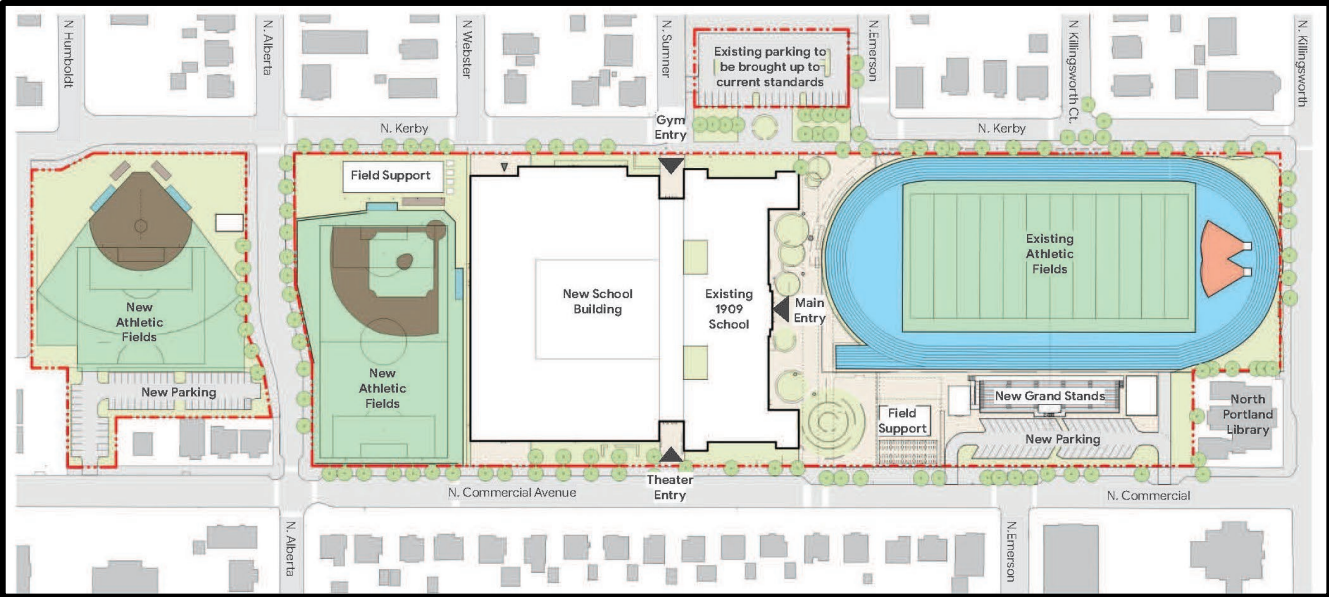 N. Humboldt
N. Alberta
N Webster
N. Sumner
N.Emerson
N Killingsworth Ct.
N. Killingsworth
Existing parking to
be brought up to
current standards
N. Kerby
Gym
Entry
N. Kerby
Field Support
New School
Building
Existing
1909
School
Main
Entry
Existing
Athletic
Fields
New
Athletic
Fields
New Parking
New
Athletic
Fields
New Grand Stands
Field
Support
New Parking
North
Portland
Library
Theater
Entry
N. Commercial Avenue
N. Commercial
N. Alberta
N.Emerson